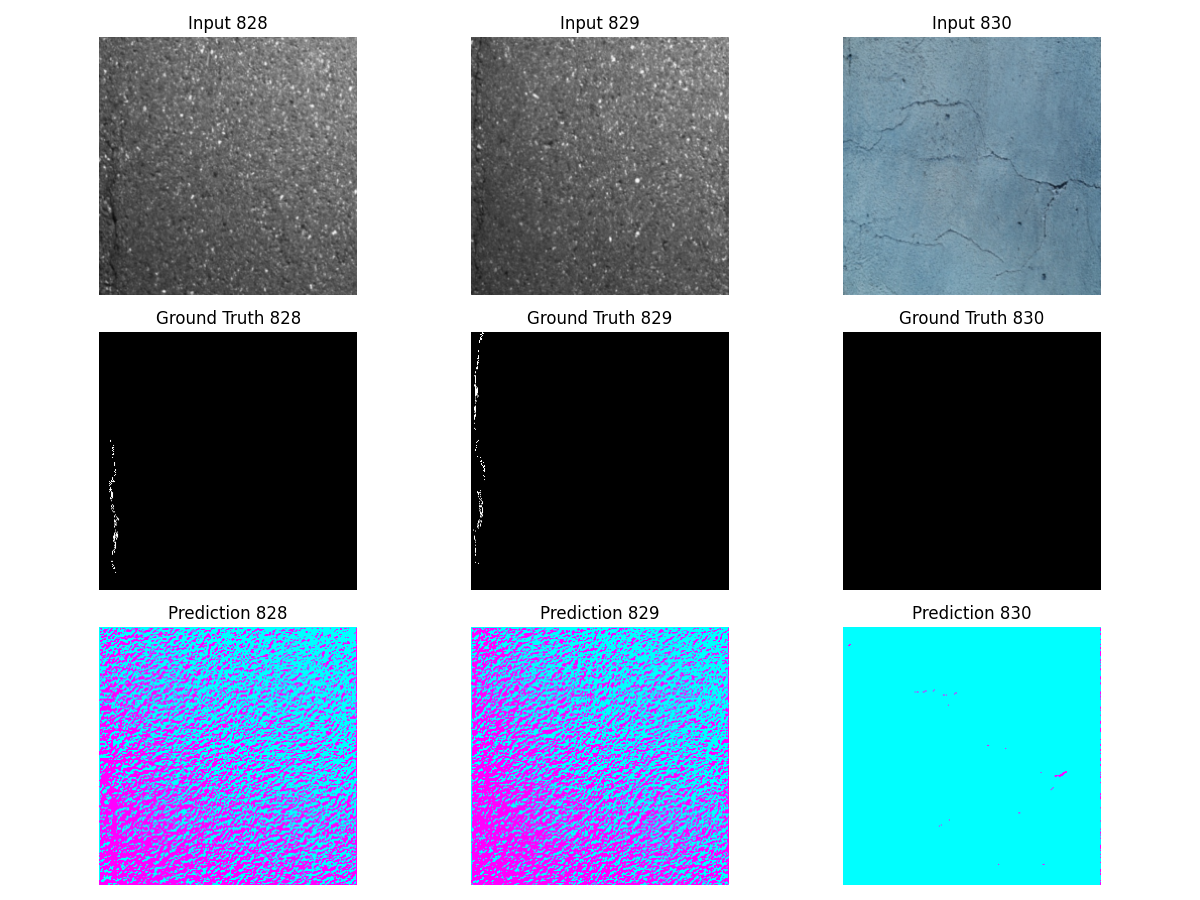 Input 828
Input 829
Input 830
Ground Truth 828
Ground Truth 829
Ground Truth 830
Prediction 828
Prediction 829
Prediction 830